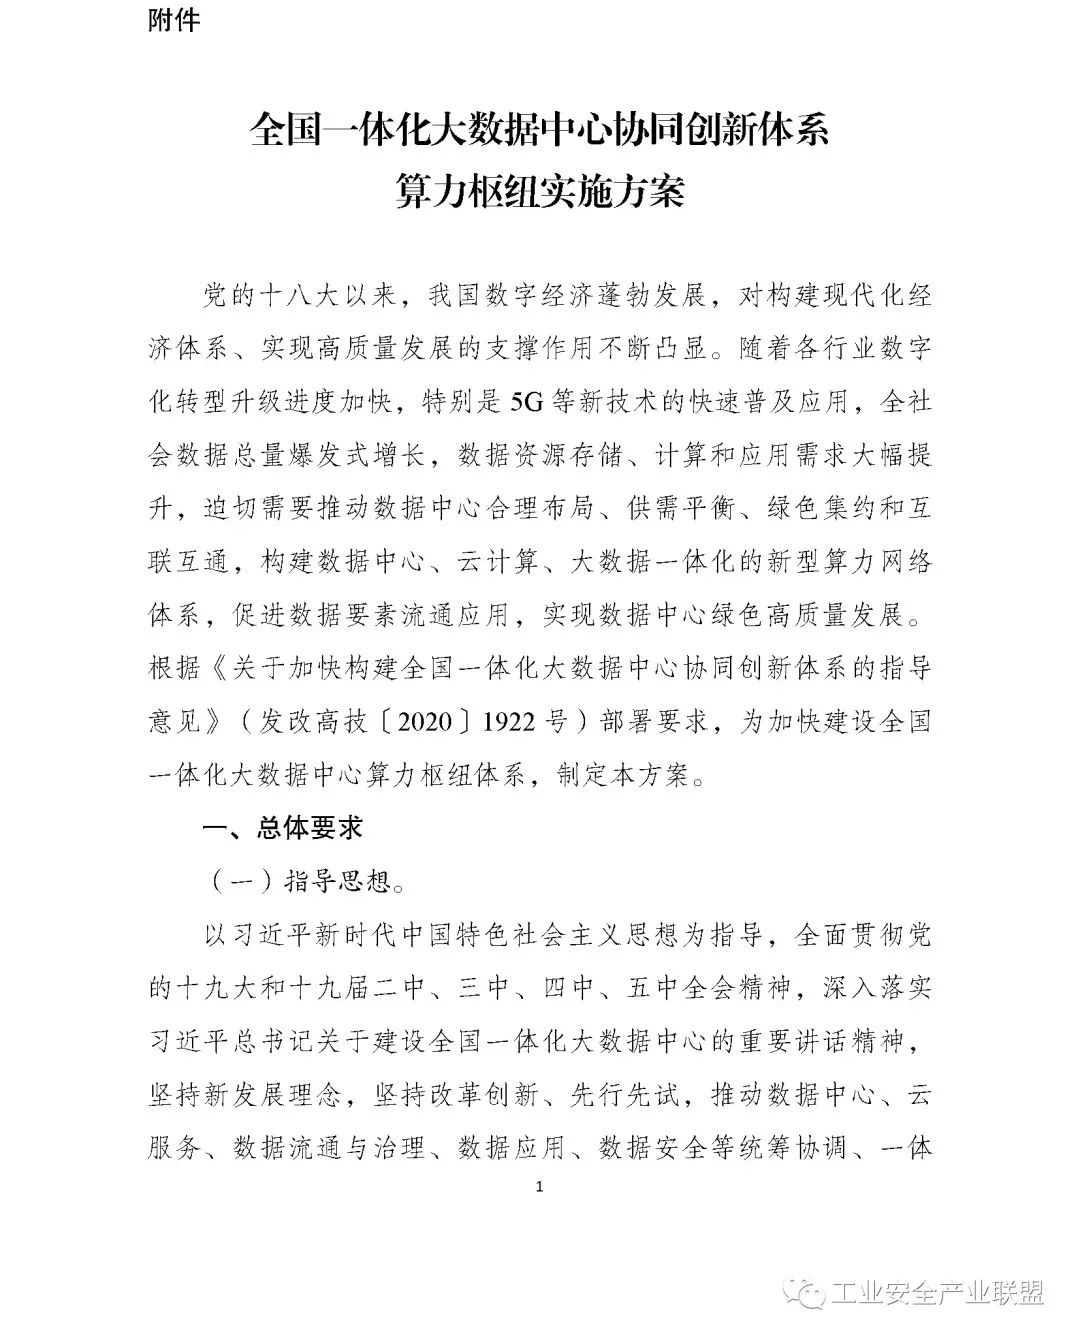 附件
全国一体化大数据中心协同创新体系
算力枢纽实施方案
党的十八大以来，我国数字经济蓬勃发展，对构建现代化经
济体系、实现高质量发展的支撑作用不断凸显。随着各行业数字
化转型升级进度加快，特别是 5G 等新技术的快速普及应用，全社
会数据总量爆发式增长，数据资源存储、计算和应用需求大幅提
升，迫切需要推动数据中心合理布局、供需平衡、绿色集约和互
联互通，构建数据中心、云计算、大数据一体化的新型算力网络
体系，促进数据要素流通应用，实现数据中心绿色高质量发展。
根据《关于加快构建全国一体化大数据中心协同创新体系的指导
意见》（发改高技〔2020〕1922 号）部署要求，为加快建设全国
一体化大数据中心算力枢纽体系，制定本方案。
一、总体要求
（一）指导思想。
以习近平新时代中国特色社会主义思想为指导，全面贯彻党
的十九大和十九届二中、三中、四中、五中全会精神，深入落实
习近平总书记关于建设全国一体化大数据中心的重要讲话精神，
坚持新发展理念，坚持改革创新、先行先试，推动数据中心、云
服务、数据流通与治理、数据应用、数据安全等统筹协调、一体
1
工业安全产业联盟